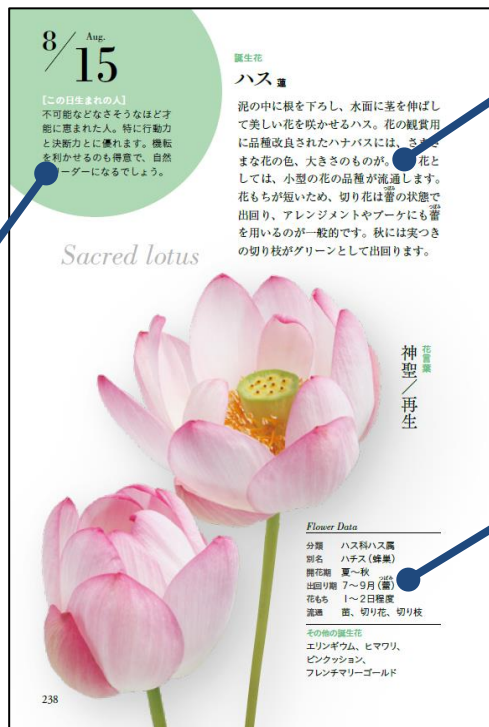 8/15
Aug.
【この日生まれの人】
不可能などなさそうなほど才
能に恵まれた人。特に行動力
と決断力とに優れます。機転
を利かせるのも得意で、自然
ーダーになるでしょう。
誕生花
ハス 蓮
泥の中に根を下ろし、水面に茎を伸ばし
て美しい花を咲かせるハス。花の観賞用
に品種改良されたハナバスには、さまざ
まな花の色、大きさのものが。 花と
しては、小型の花の品種が流通します。
花もちが短いため、切り花は蕾の状態で
出回り、アレンジメントやブーケにも蕾
を用いるのが一般的です。秋には実つき
の切り枝がグリーンとして出回ります。
つぼみ
つぼみ
Sacred lotus
花言葉
神聖/再生
Flower Data
分類 ハス科ハス属
別名 ハチス(蜂巣)
開花期 夏〜秋
出回り期 7〜9月(蕾)
つぼみ
花もち 1〜2日程度
流通 苗、切り花、切り枝
その他の誕生花
エリンギウム、ヒマワリ、
ピンクッション、
フレンチマリーゴールド
238